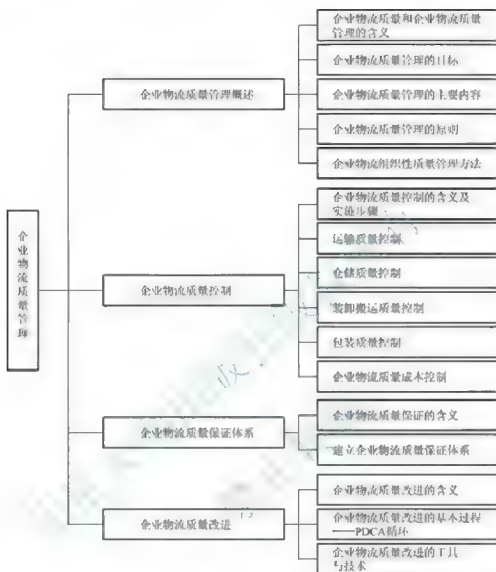 企业物流质量管理
企业物流质量管理概述
企业物流质量和企业物流质量
管理的含义
企业物流质量管理的目标
企业物流质量管理的主要内容
企业物流质量管理的原则
企业物流组织性质量管理方法
企业物流质量控制
企业物流质量控制的含义及
实施步骤
运输质量控制
仓储质量控制
装卸搬运质量控制
包装质量控制
企业物流质量成本控制
企业物流质量保证体系
企业物流质量保证的含义
建立企业物流质量保证体系
企业物流质量改进
企业物流质量改进的含义
企业物流质量改进的基本过程
——PDCA循环
企业物流质量改进的工具
与技术